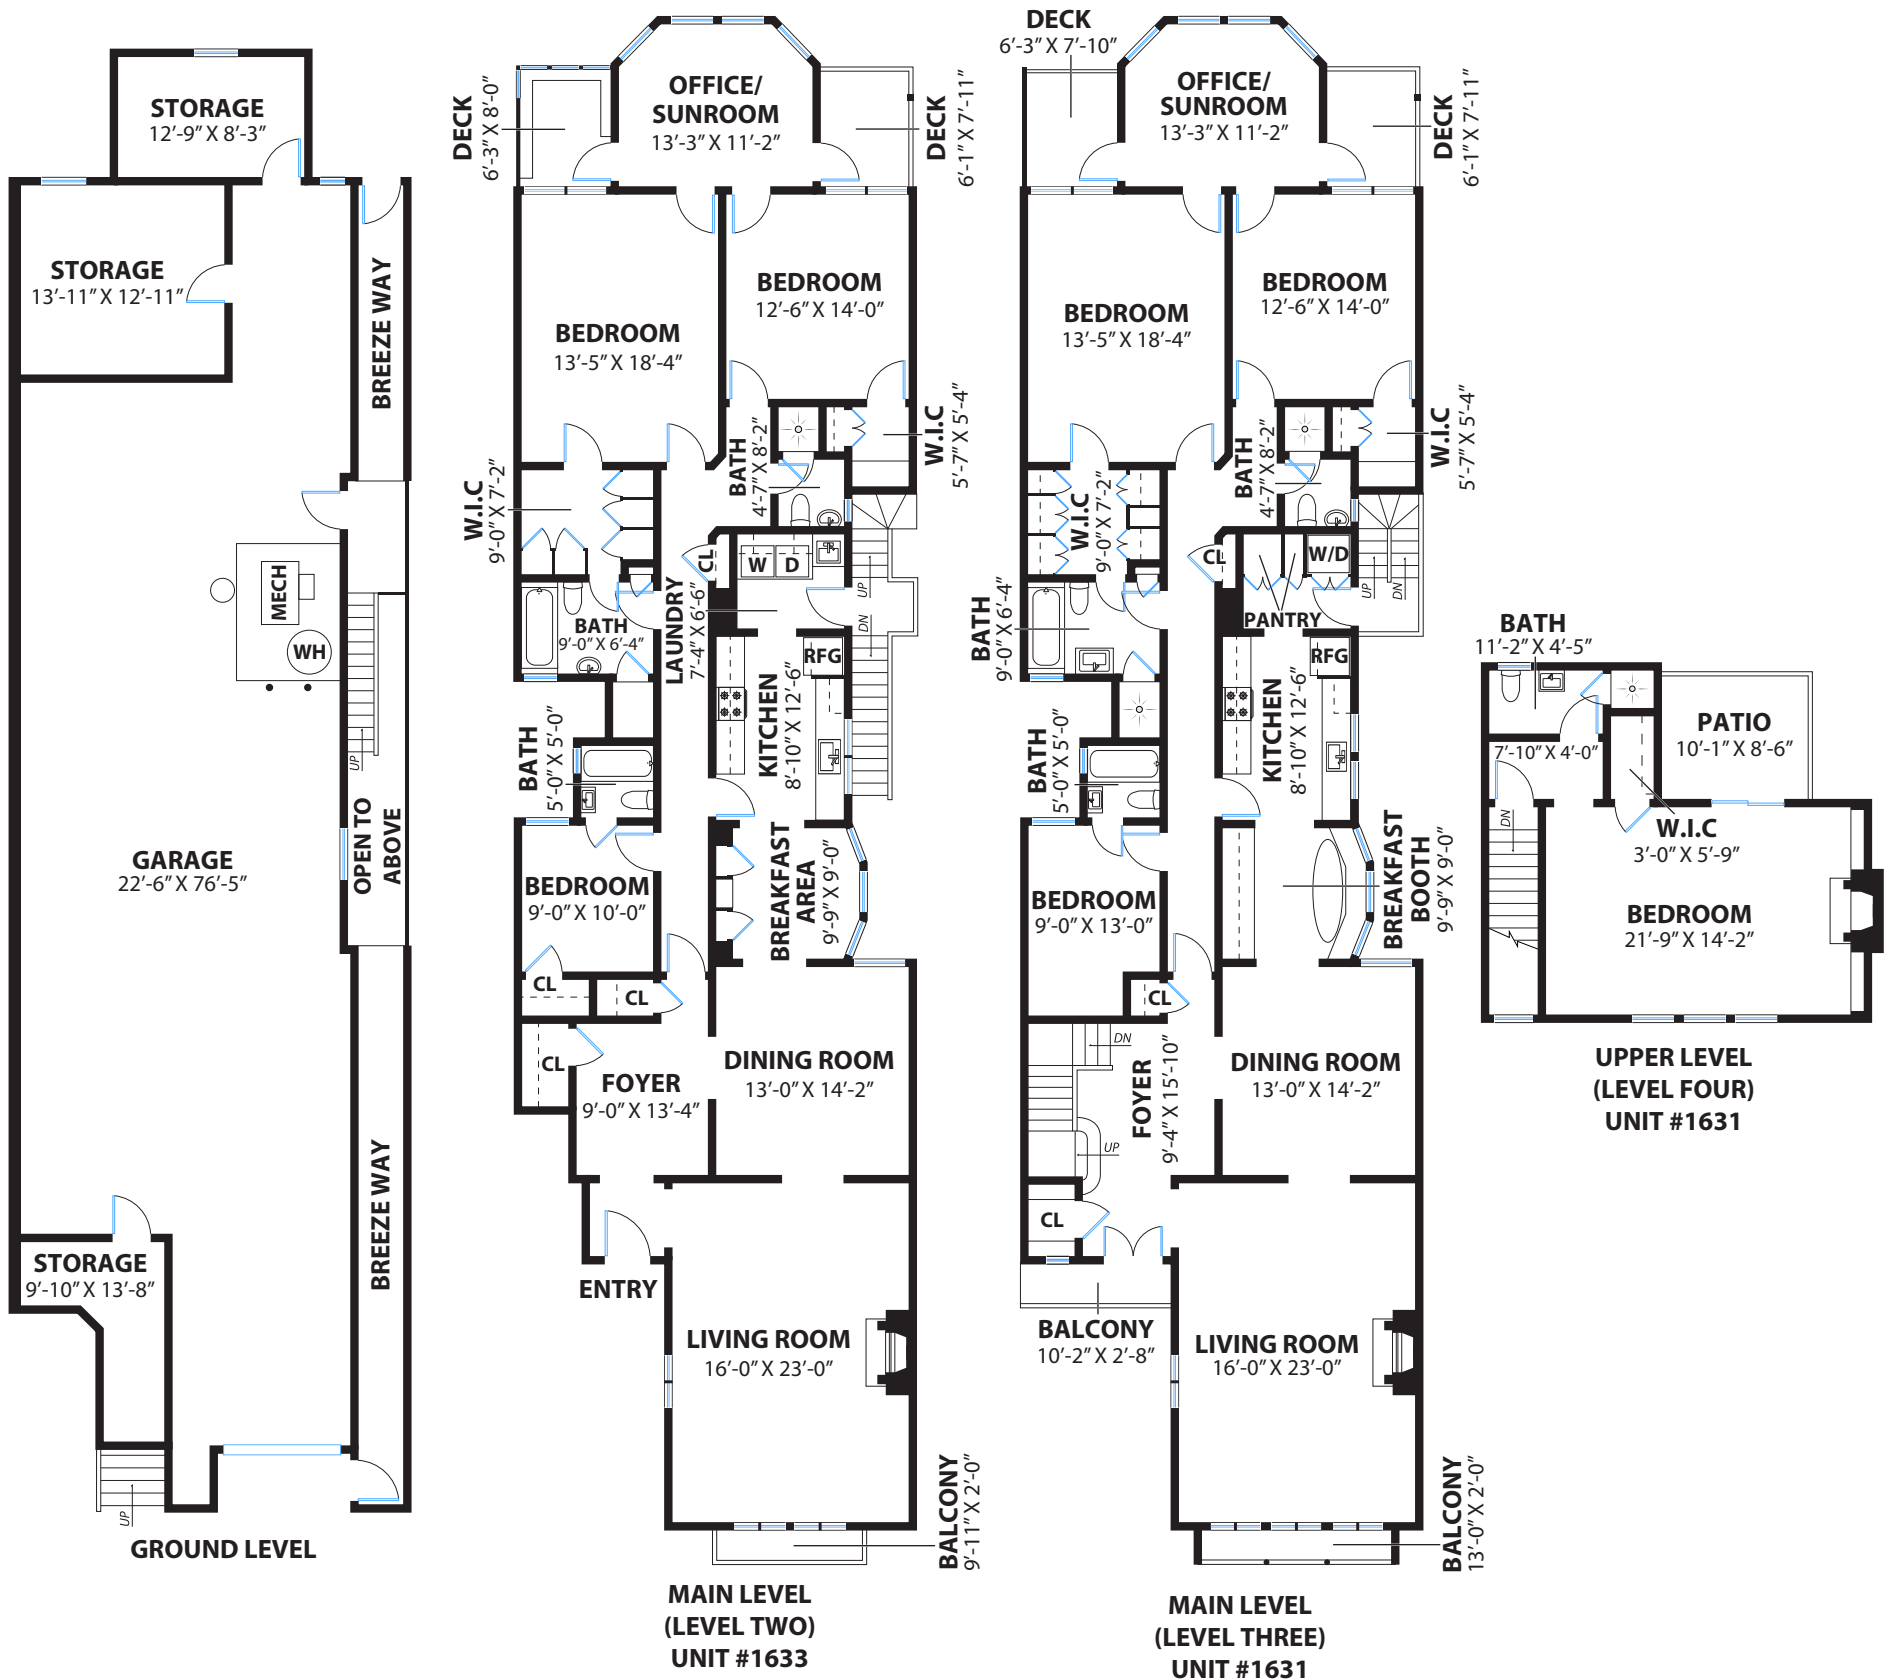 STORAGE
12'-9" X 8'-3"
STORAGE
13'-11" X 12'-11"
BREEZE WAY
MECH
WH
UP
OPEN TO
ABOVE
GARAGE
22'-6" X 76'-5"
BREEZE WAY
STORAGE
9'-10" X 13'-8"
UP
GROUND LEVEL
DECK
6'-3" X 8'-0"
OFFICE/
SUNROOM
13'-3" X 11'-2"
DECK
6'-1" X 7'-11"
BEDROOM
13'-5" X 18'-4"
BEDROOM
12'-6" X 14'-0"
W.I.C
5'-7" X 5'-4"
BATH
4'-7" X 8'-2"
W.I.C
9'-0" X 7'-2"
CL
W
D
UP
DN
BATH
9'-0" X 6'-4"
LAUNDRY
7'-4" X 6'-6"
RFG
KITCHEN
8'-10" X 12'-6"
BATH
5'-0" X 5'-0"
BEDROOM
9'-0" X 10'-0"
BREAKFAST
AREA
9'-9" X 9'-0"
CL
CL
CL
FOYER
9'-0" X 13'-4"
DINING ROOM
13'-0" X 14'-2"
ENTRY
LIVING ROOM
16'-0" X 23'-0"
BALCONY
9'-11" X 2'-0"
MAIN LEVEL
(LEVEL TWO)
UNIT #1633
DECK
6'-3" X 7'-10"
OFFICE/
SUNROOM
13'-3" X 11'-2"
DECK
6'-1" X 7'-11"
BEDROOM
13'-5" X 18'-4"
BEDROOM
12'-6" X 14'-0"
W.I.C
5'-7" X 5'-4"
BATH
4'-7" X 8'-2"
W.I.C
9'-0" X 7'-2"
CL
W/D
UP
DN
PANTRY
BATH
9'-0" X 6'-4"
RFG
KITCHEN
8'-10" X 12'-6"
BATH
5'-0" X 5'-0"
BEDROOM
9'-0" X 13'-0"
BREAKFAST
BOOTH
9'-9" X 9'-0"
CL
DN
FOYER
9'-4" X 15'-10"
UP
DINING ROOM
13'-0" X 14'-2"
CL
BALCONY
10'-2" X 2'-8"
LIVING ROOM
16'-0" X 23'-0"
BALCONY
13'-0" X 2'-0"
MAIN LEVEL
(LEVEL THREE)
UNIT #1631
BATH
11'-2" X 4'-5"
PATIO
10'-1" X 8'-6"
7'-10" X 4'-0"
DN
W.I.C
3'-0" X 5'-9"
BEDROOM
21'-9" X 14'-2"
UPPER LEVEL
(LEVEL FOUR)
UNIT #1631